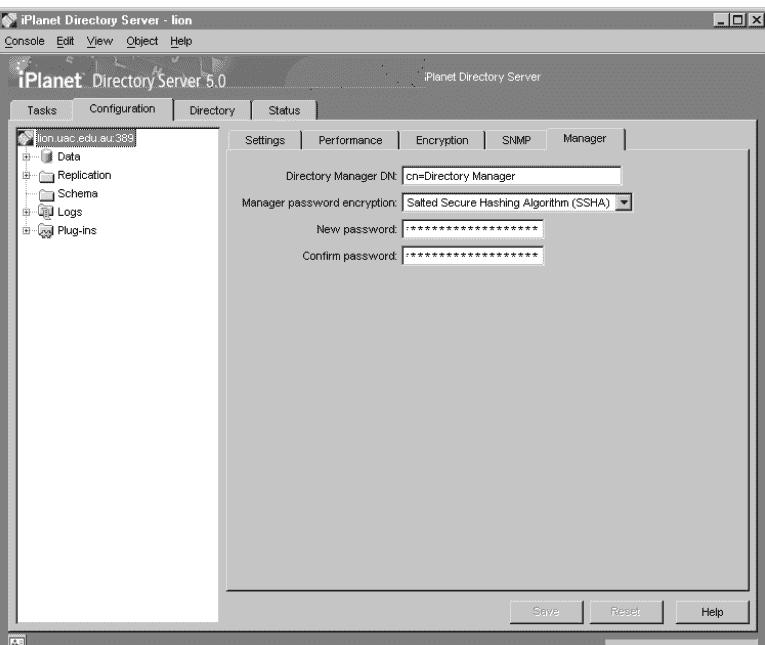 iPlanet Directory Server - lion
Console Edit View Object Help
iPlanet Directory Server 5.0
iPlanet Directory Server
Tasks Configuration Directory Status
lion.uac.edu.au:389
Data
Replication
Schema
Logs
Plug-ins
Settings Performance Encryption SNMP Manager
Directory Manager DN: cn=Directory Manager
Manager password encryption: Salted Secure Hashing Algorithm (SSHA)
New password: ******************
Confirm password: ******************
Save Reset Help